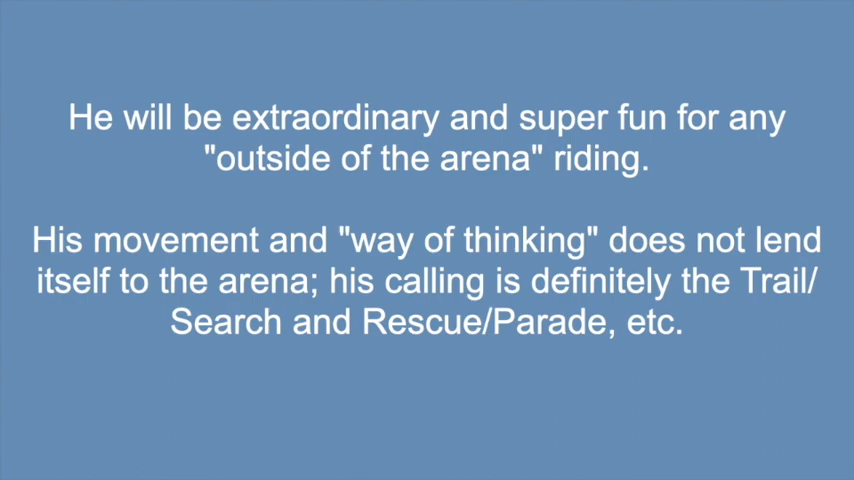 He will be extraordinary and super fun for any
"outside of the arena" riding.
His movement and "way of thinking" does not lend
itself to the arena; his calling is definitely the Trail/
Search and Rescue/Parade, etc.